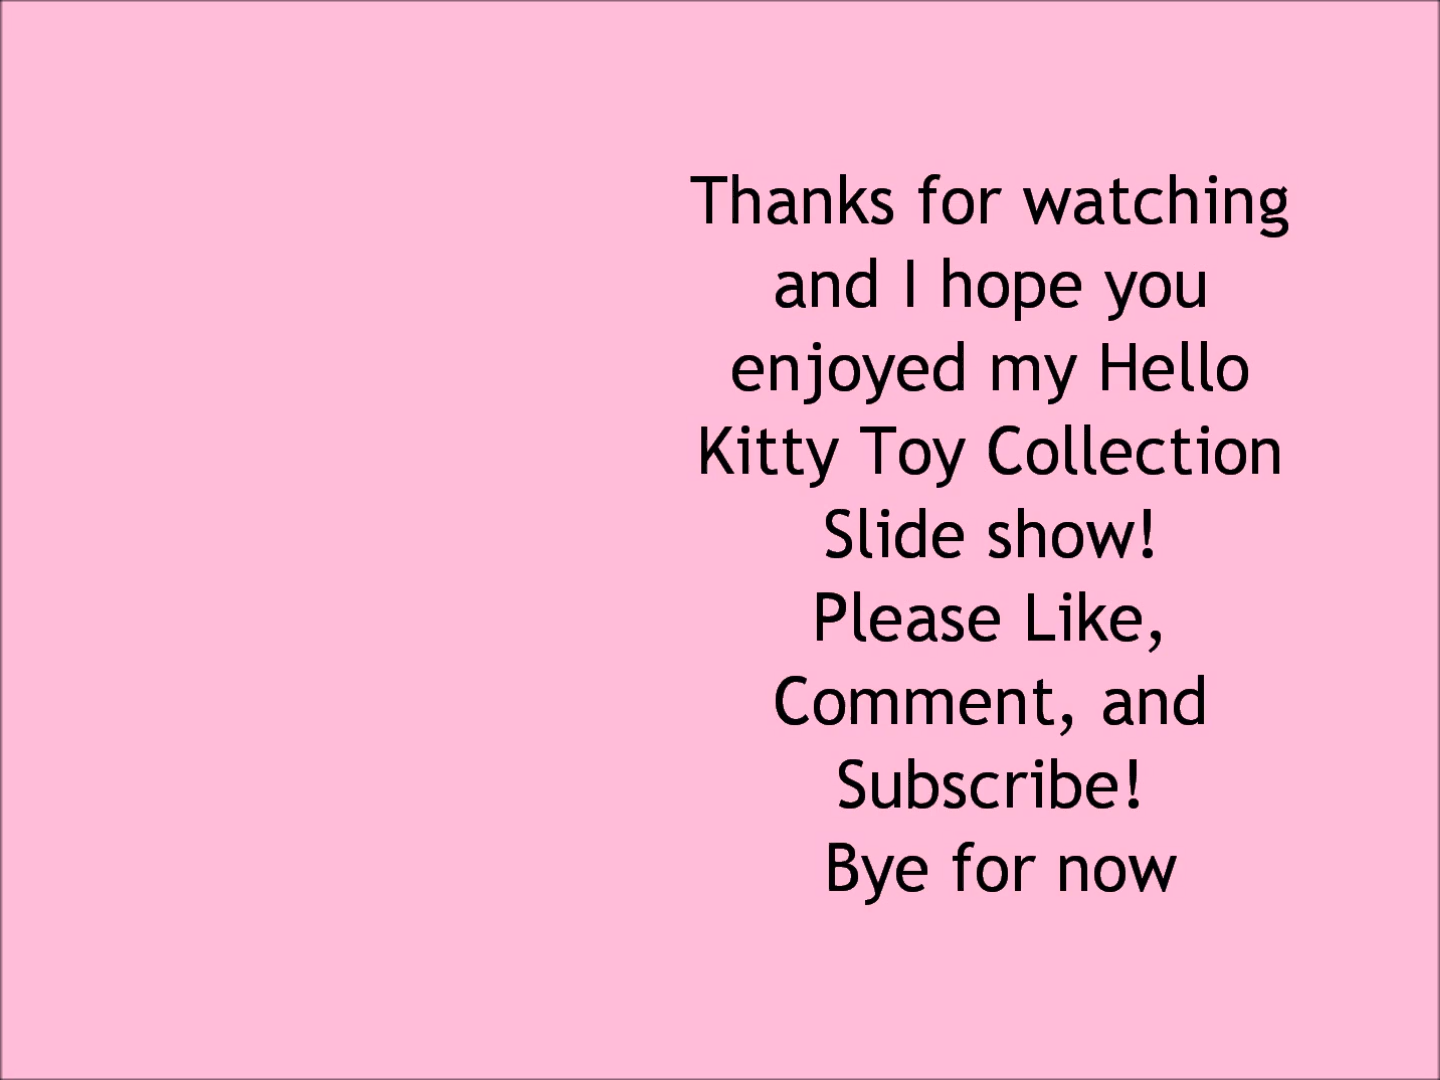 Thanks for watching
and I hope you
enjoyed my Hello
Kitty Toy Collection
Slide show!
Please Like,
Comment, and
Subscribe!
Bye for now